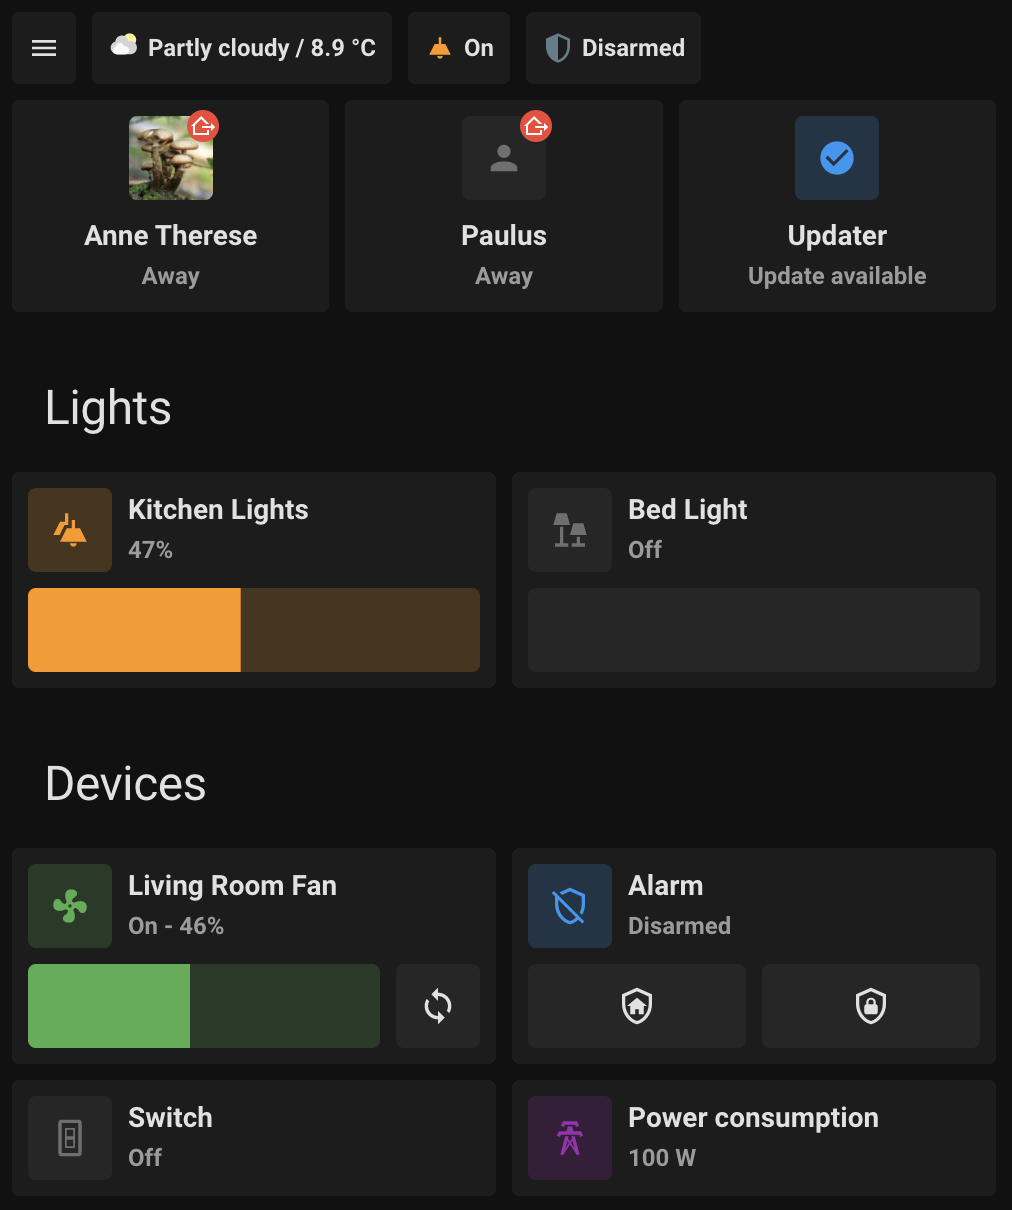 Partly cloudy / 8.9 °C
On
Disarmed
Anne Therese
Away
Paulus
Away
Updater
Update available
Lights
Kitchen Lights
47%
Bed Light
Off
Devices
Living Room Fan
On - 46%
Alarm
Disarmed
Switch
Off
Power consumption
100 W